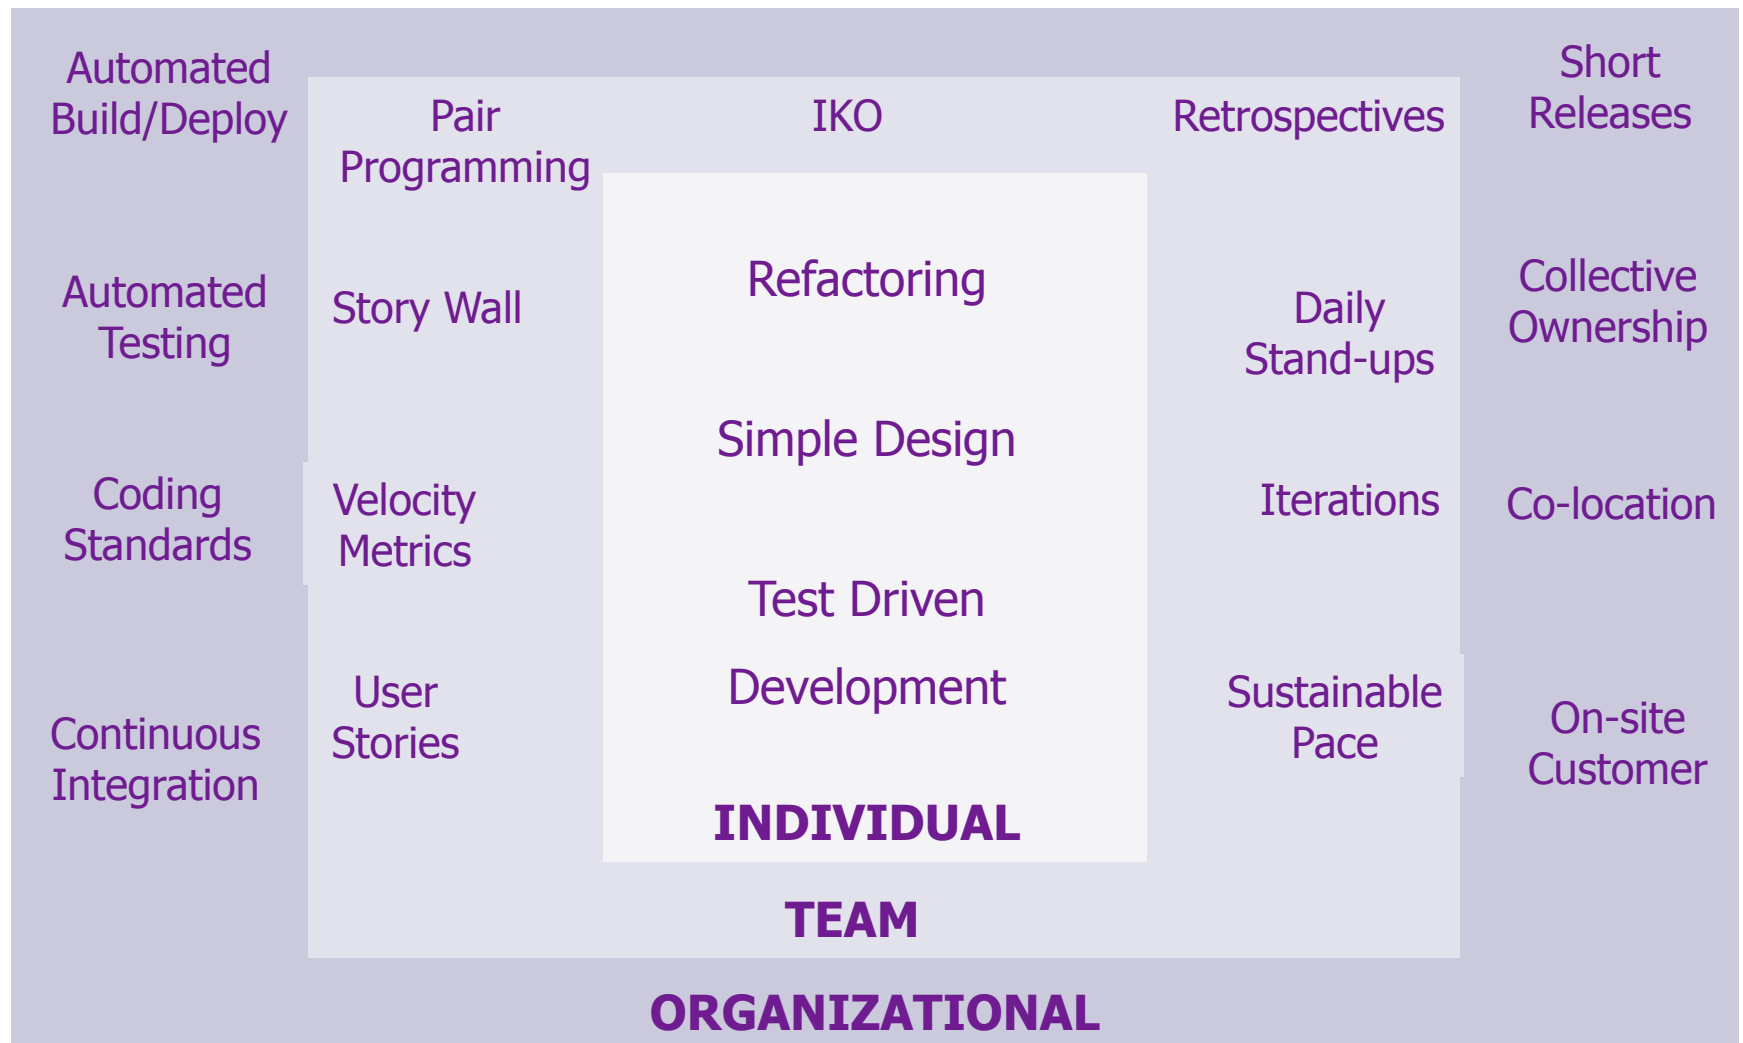 Automated
Build/Deploy
Pair
Programming
IKO
Retrospectives
Short
Releases
Automated
Testing
Story Wall
Refactoring
Daily
Stand-ups
Collective
Ownership
Simple Design
Coding
Standards
Velocity
Metrics
Iterations
Co-location
Test Driven
Development
Continuous
Integration
User
Stories
Sustainable
Pace
On-site
Customer
INDIVIDUAL
TEAM
ORGANIZATIONAL